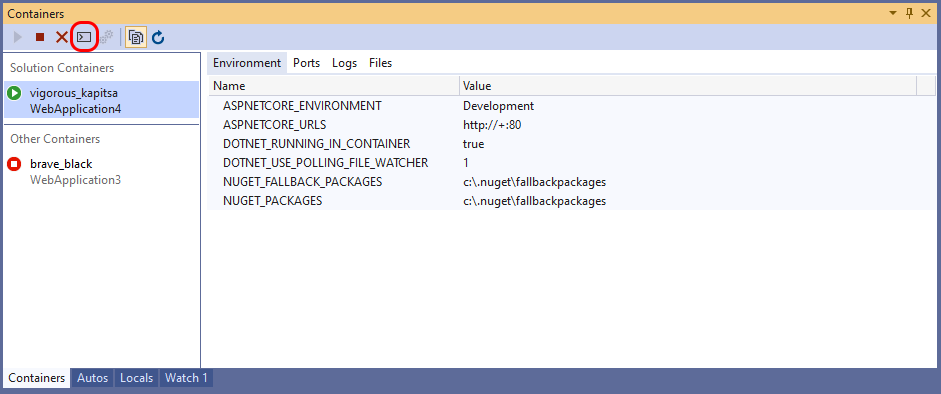 Containers
Solution Containers
vigorous_kapitsa
WebApplication4
Other Containers
brave_black
WebApplication3
Environment Ports Logs Files
Name Value
ASPNETCORE_ENVIRONMENT Development
ASPNETCORE_URLS http://+:80
DOTNET_RUNNING_IN_CONTAINER true
DOTNET_USE_POLLING_FILE_WATCHER 1
NUGET_FALLBACK_PACKAGES c:\.nuget\fallbackpackages
NUGET_PACKAGES c:\.nuget\fallbackpackages
Containers Autos Locals Watch 1